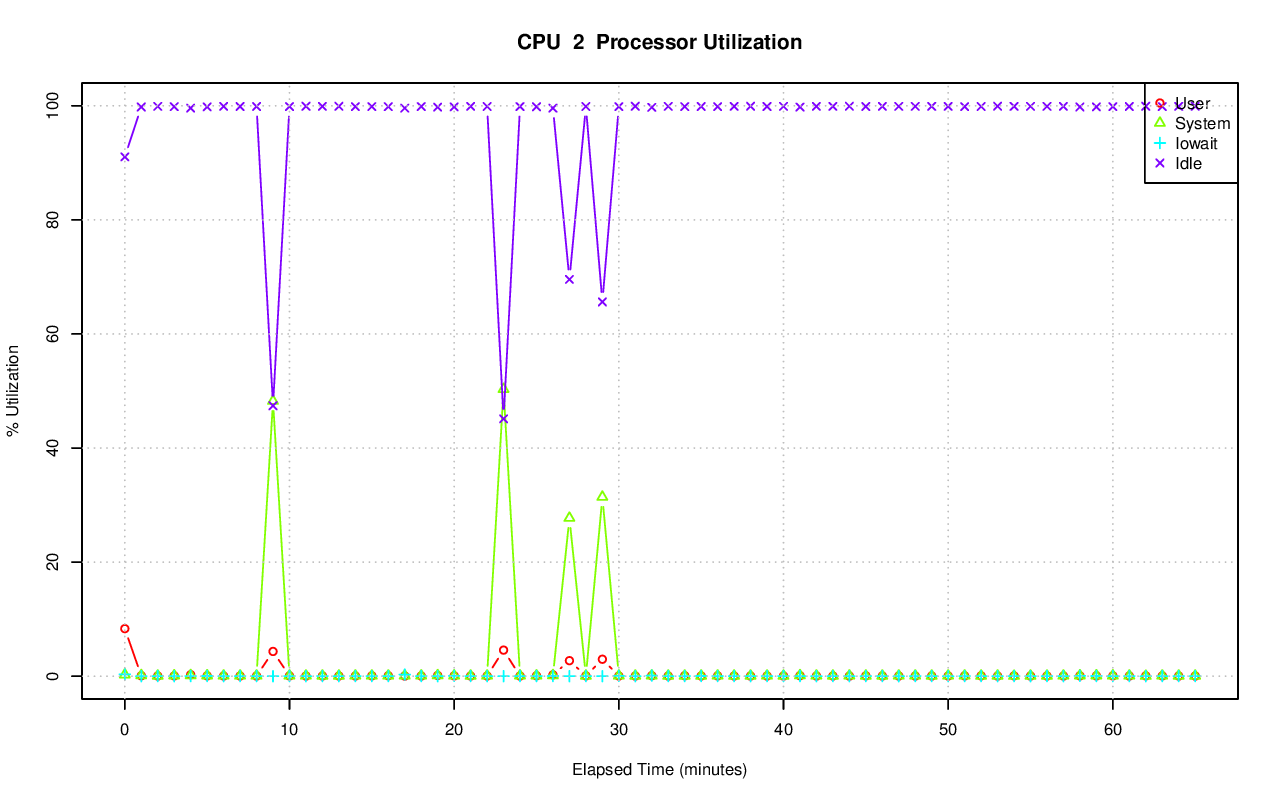 CPU 2 Processor Utilization
% Utilization
100
80
60
40
20
0
User
System
Iowait
Idle
0 10 20 30 40 50 60
Elapsed Time (minutes)